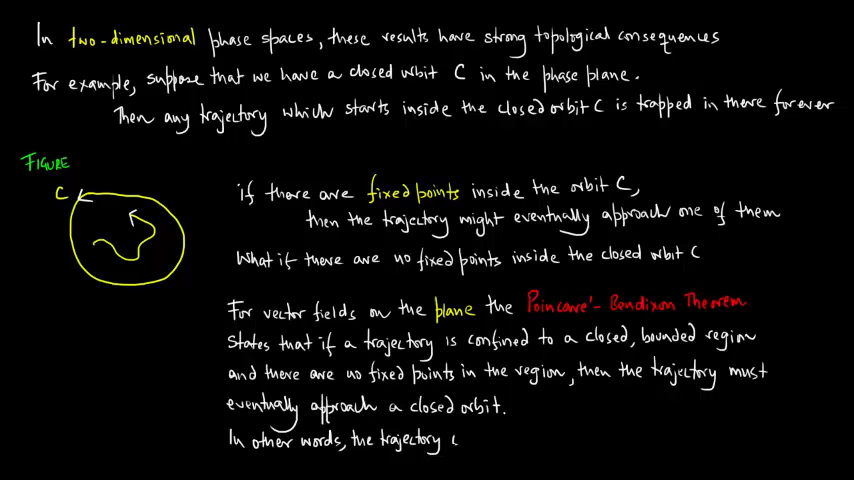 In two-dimensional phase spaces, these results have strong topological consequences
For example, suppose that we have a closed orbit C in the phase plane.
Then any trajectory which starts inside the closed orbit C is trapped in there forever
FIGURE
C
if there are fixed points inside the orbit C,
then the trajectory might eventually approach one of them
What if there are no fixed points inside the closed orbit C
For vector fields on the plane the Poincare'-Bendixon Theorem
States that if a trajectory is confined to a closed, bounded region
and there are no fixed points in the region, then the trajectory must
eventually approach a closed orbit.
In other words, the trajectory